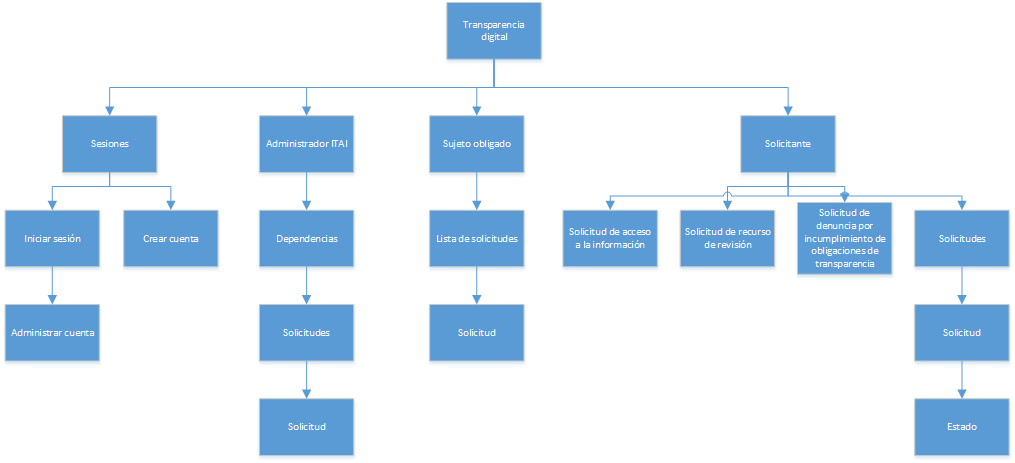 Transparencia
digital
Sesiones
Administrador ITAI
Sujeto obligado
Solicitante
Iniciar sesión
Crear cuenta
Dependencias
Lista de solicitudes
Solicitud de acceso
a la información
Solicitud de recurso
de revisión
Solicitud de
denuncia por
incumplimiento de
obligaciones de
transparencia
Solicitudes
Administrar cuenta
Solicitudes
Solicitud
Solicitud
Solicitud
Estado